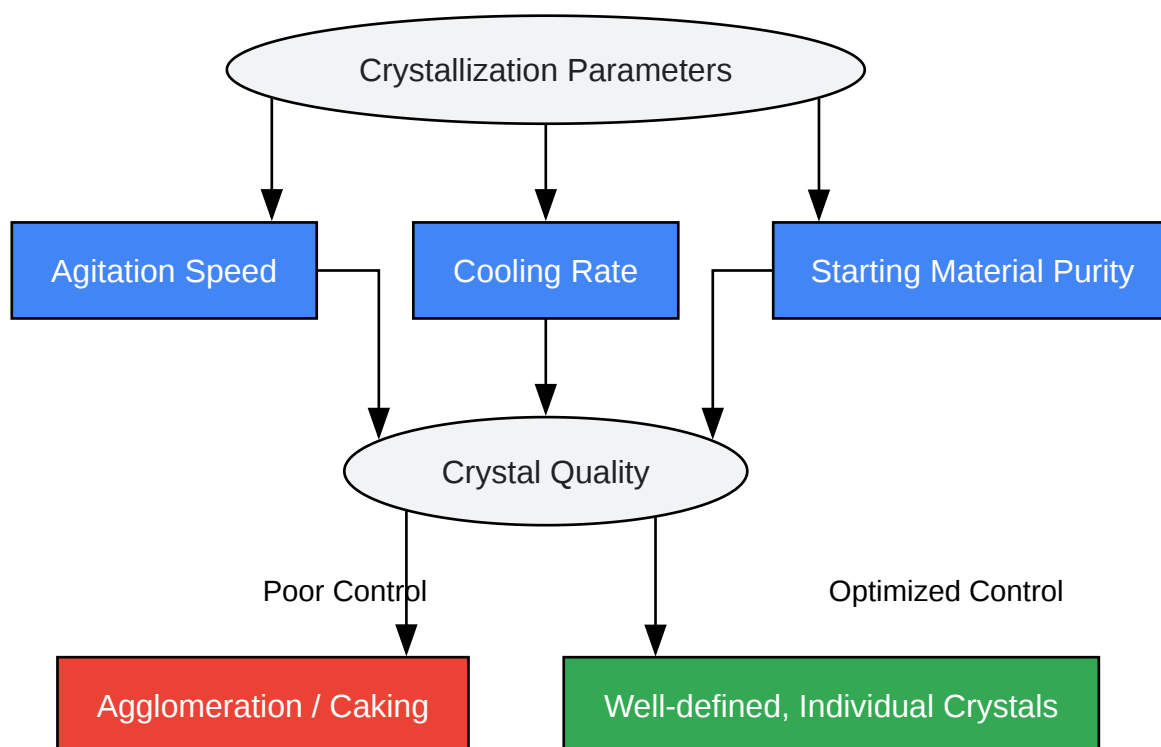 Crystallization Parameters
Agitation Speed
Cooling Rate
Starting Material Purity
Crystal Quality
Poor Control
Optimized Control
Agglomeration / Caking
Well-defined, Individual Crystals